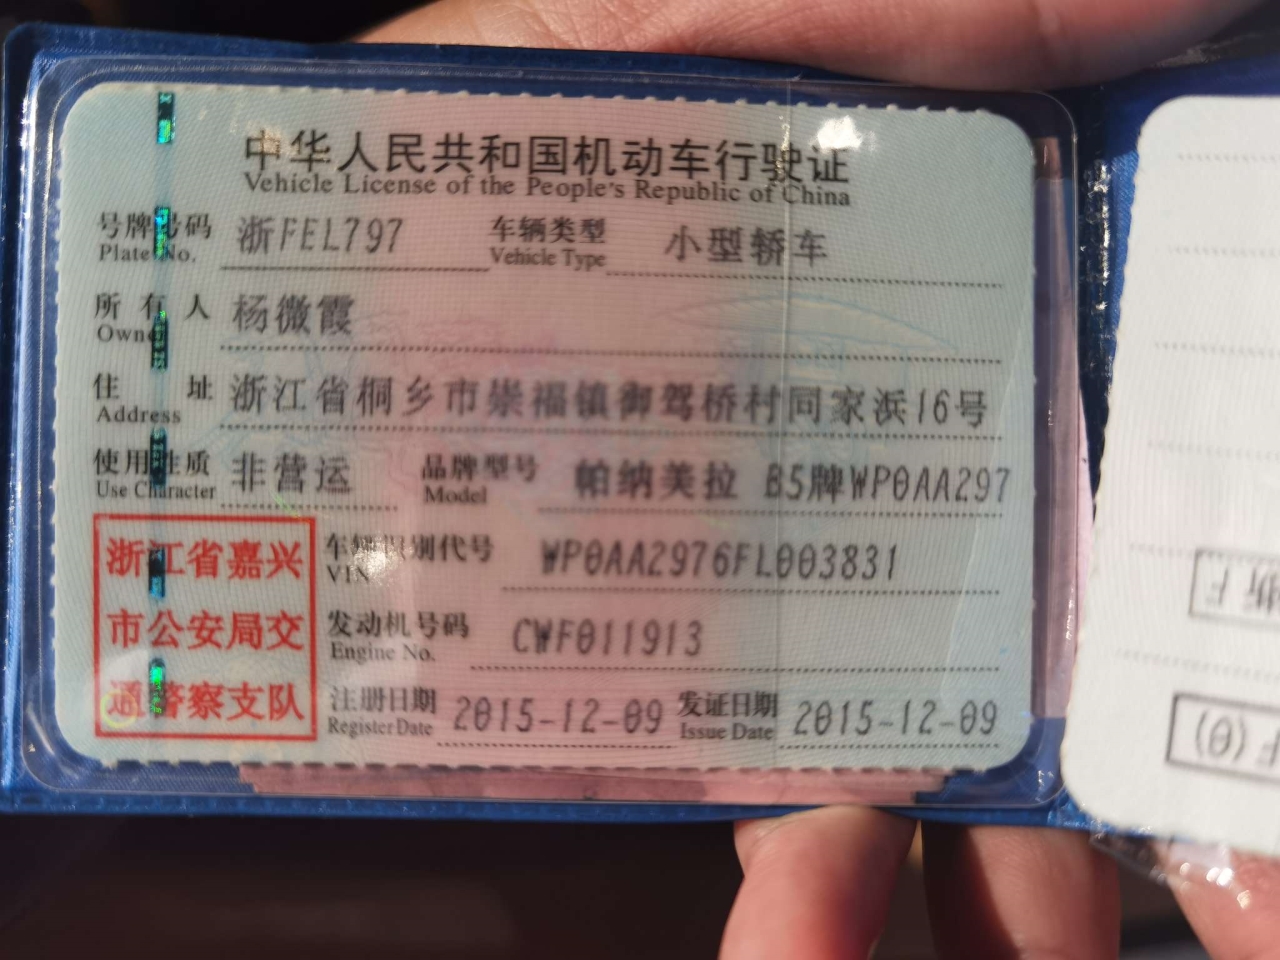 中华人民共和国机动车行驶证
Vehicle License of the People's Republic of China
号牌号码 浙FEL797 车辆类型 小型轿车
Plate No. Vehicle Type
所有人 杨微霞
Owner
住址 浙江省桐乡市崇福镇御驾桥村同家浜16号
Address
使用性质 非营运 品牌型号 帕纳美拉 B5牌WP0AA297
Use Character Model
浙江省嘉兴
市公安局交
通警察支队
车辆识别代号 WP0AA2976FL003831
VIN
发动机号码 CWF011913
Engine No.
注册日期 2015-12-09 发证日期 2015-12-09
Register Date Issue Date
浙F
F(0)